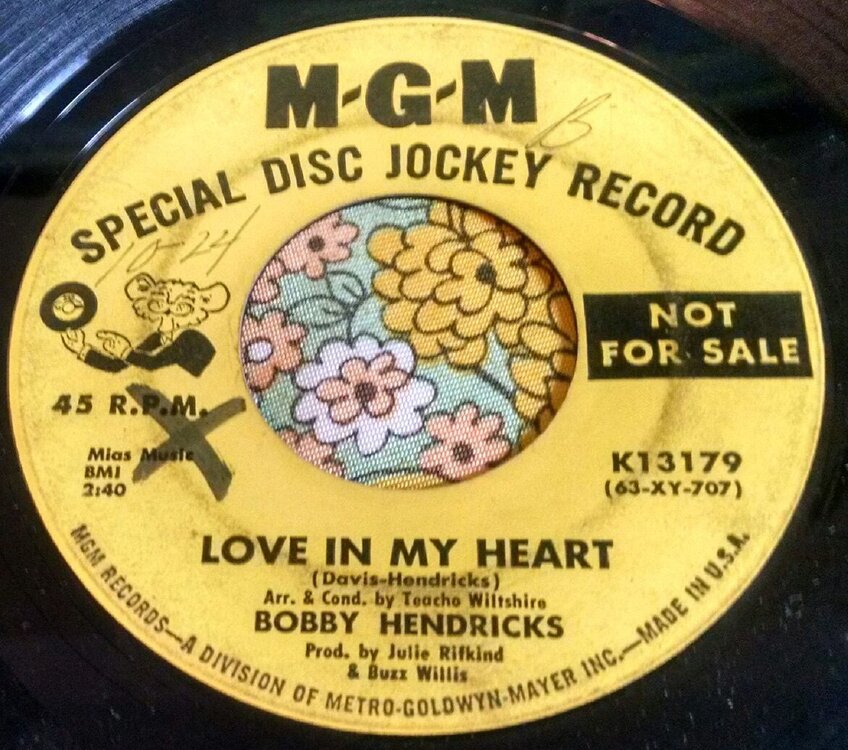 M-G-M
B
SPECIAL DISC JOCKEY RECORD
10-24
NOT
FOR SALE
45 R.P.M.
X
Mias Music
BMI
2:40
K13179
(63-XY-707)
LOVE IN MY HEART
(Davis-Hendricks)
Arr. & Cond. by Teacho Wiltshire
BOBBY HENDRICKS
Prod. by Julie Rifkind
& Buzz Willis
MGM RECORDS—A DIVISION OF METRO-GOLDWYN-MAYER INC.—MADE IN U.S.A.